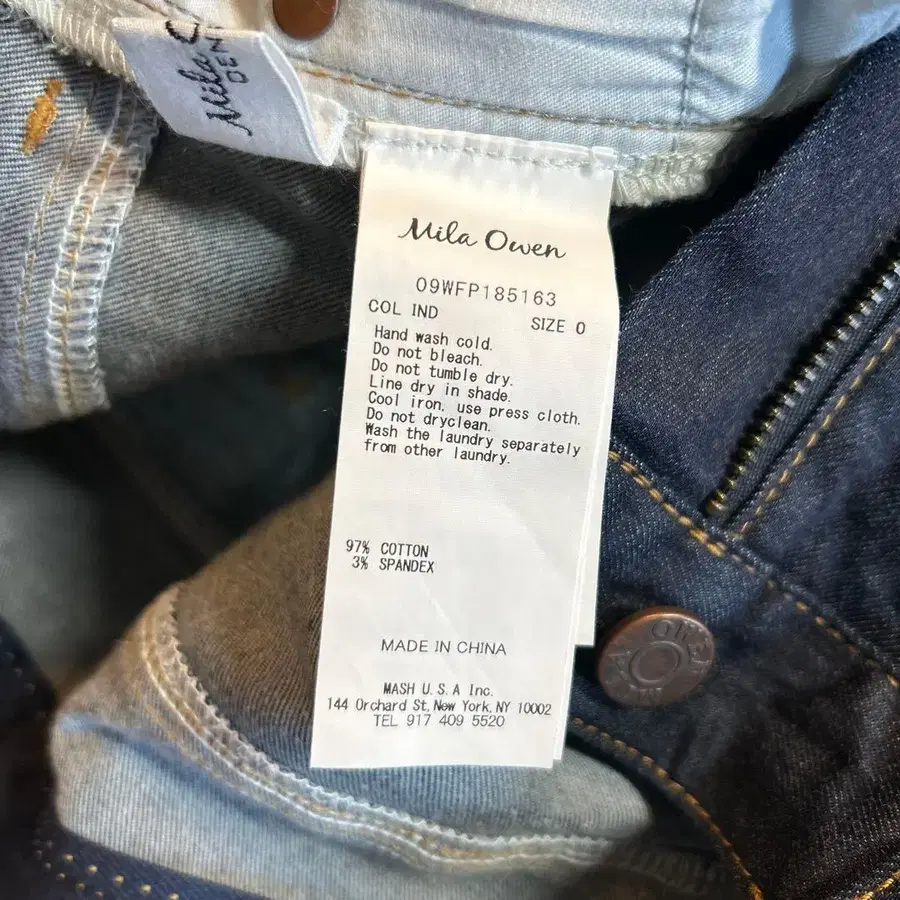 Mila
DEN
Mila Owen
09WFP185163
COL IND
SIZE 0
Hand wash cold.
Do not bleach.
Do not tumble dry.
Line dry in shade.
Cool iron, use press cloth.
Do not dryclean.
Wash the laundry separately
from other laundry.
97% COTTON
3% SPANDEX
MADE IN CHINA
MASH U.S.A Inc.
144 Orchard St, New York, NY 10002
TEL 917 409 5520